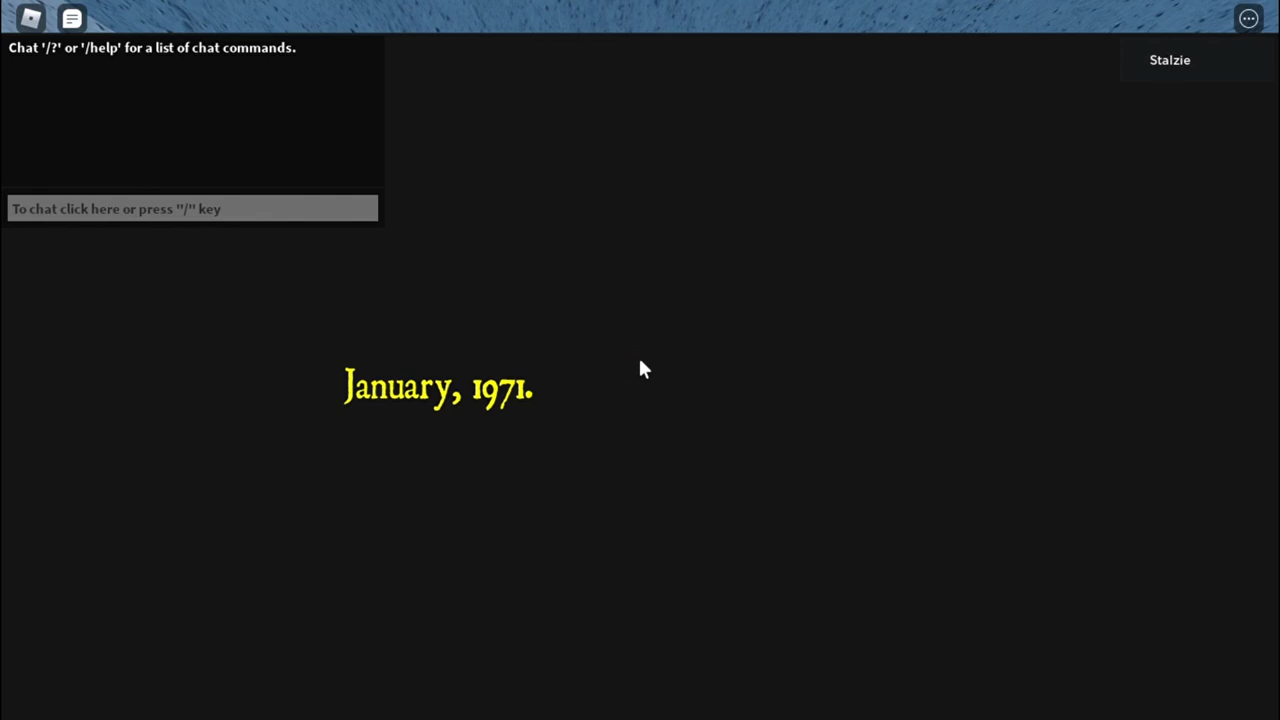 Chat '/?' or '/help' for a list of chat commands.
Stalzie
To chat click here or press "/" key
January, 1971.